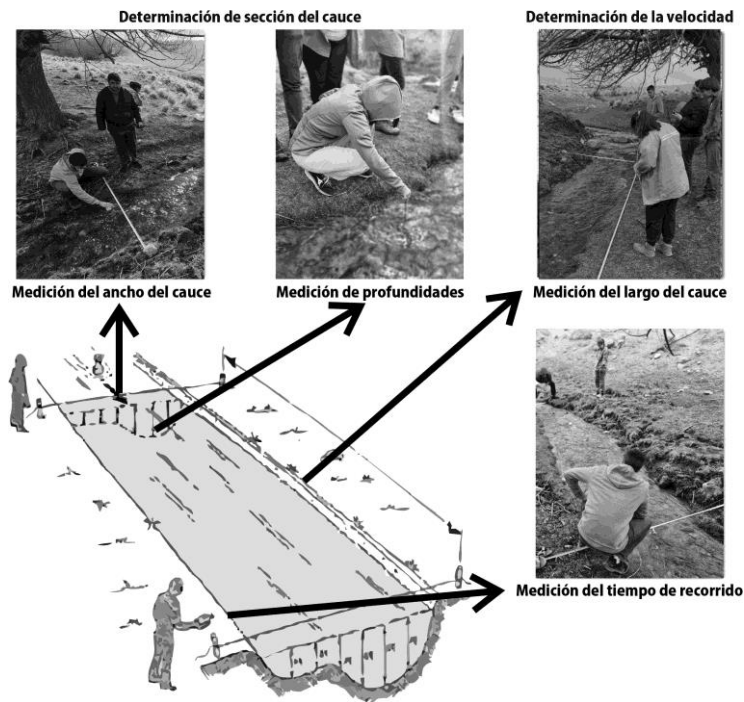 Determinación de sección del cauce
Determinación de la velocidad
Medición del ancho del cauce
Medición de profundidades
Medición del largo del cauce
Medición del tiempo de recorrido